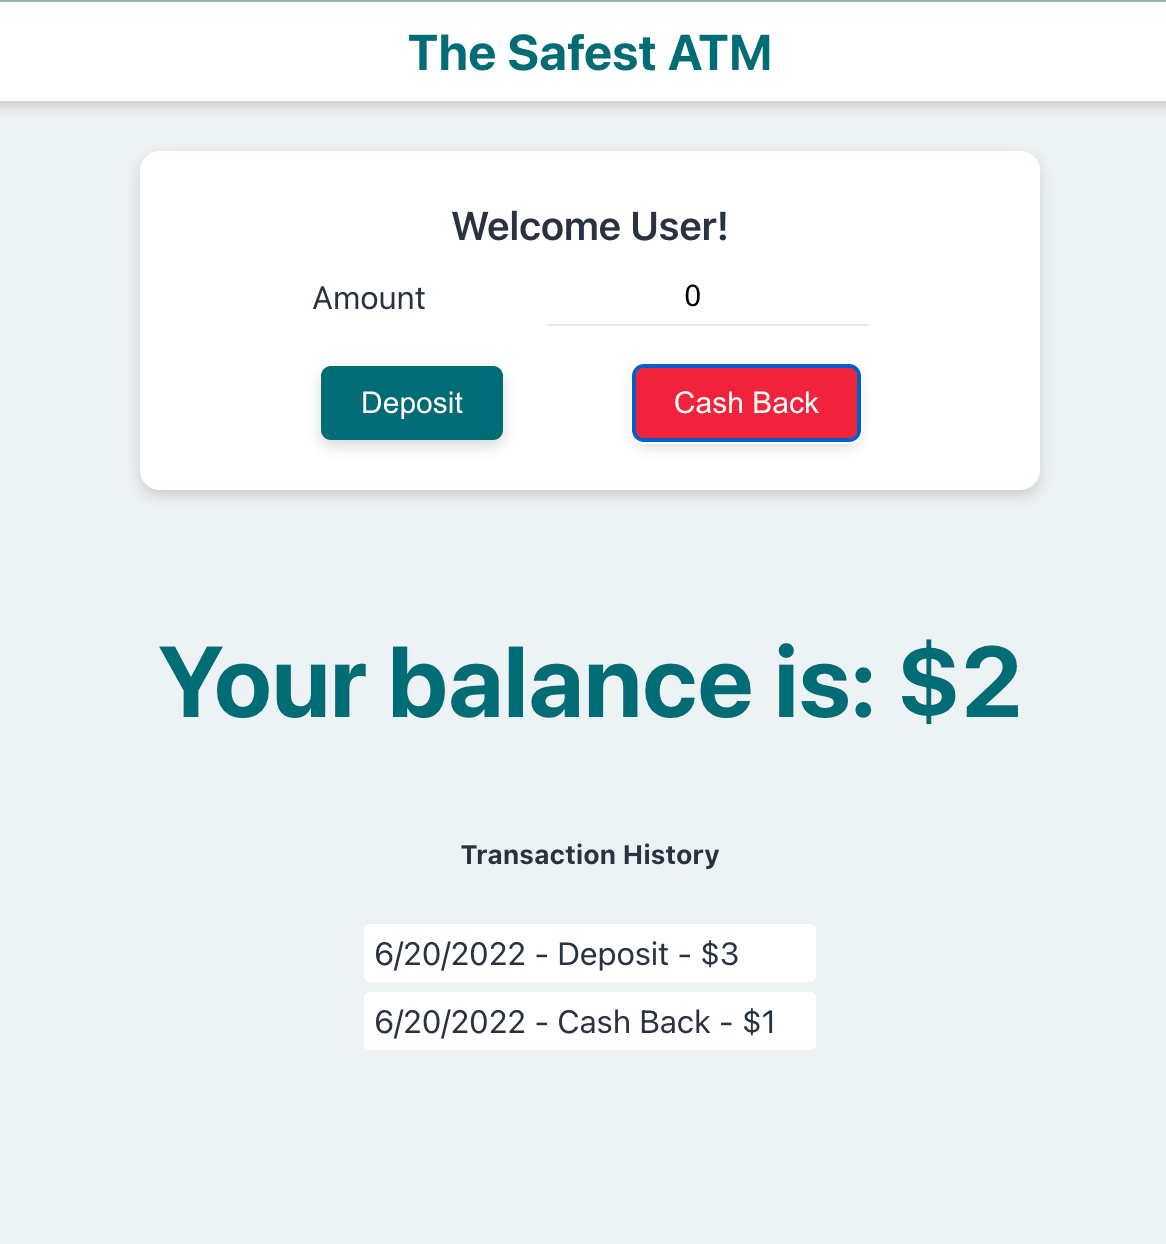 The Safest ATM
Welcome User!
Amount 0
Deposit Cash Back
Your balance is: $2
Transaction History
6/20/2022 - Deposit - $3
6/20/2022 - Cash Back - $1